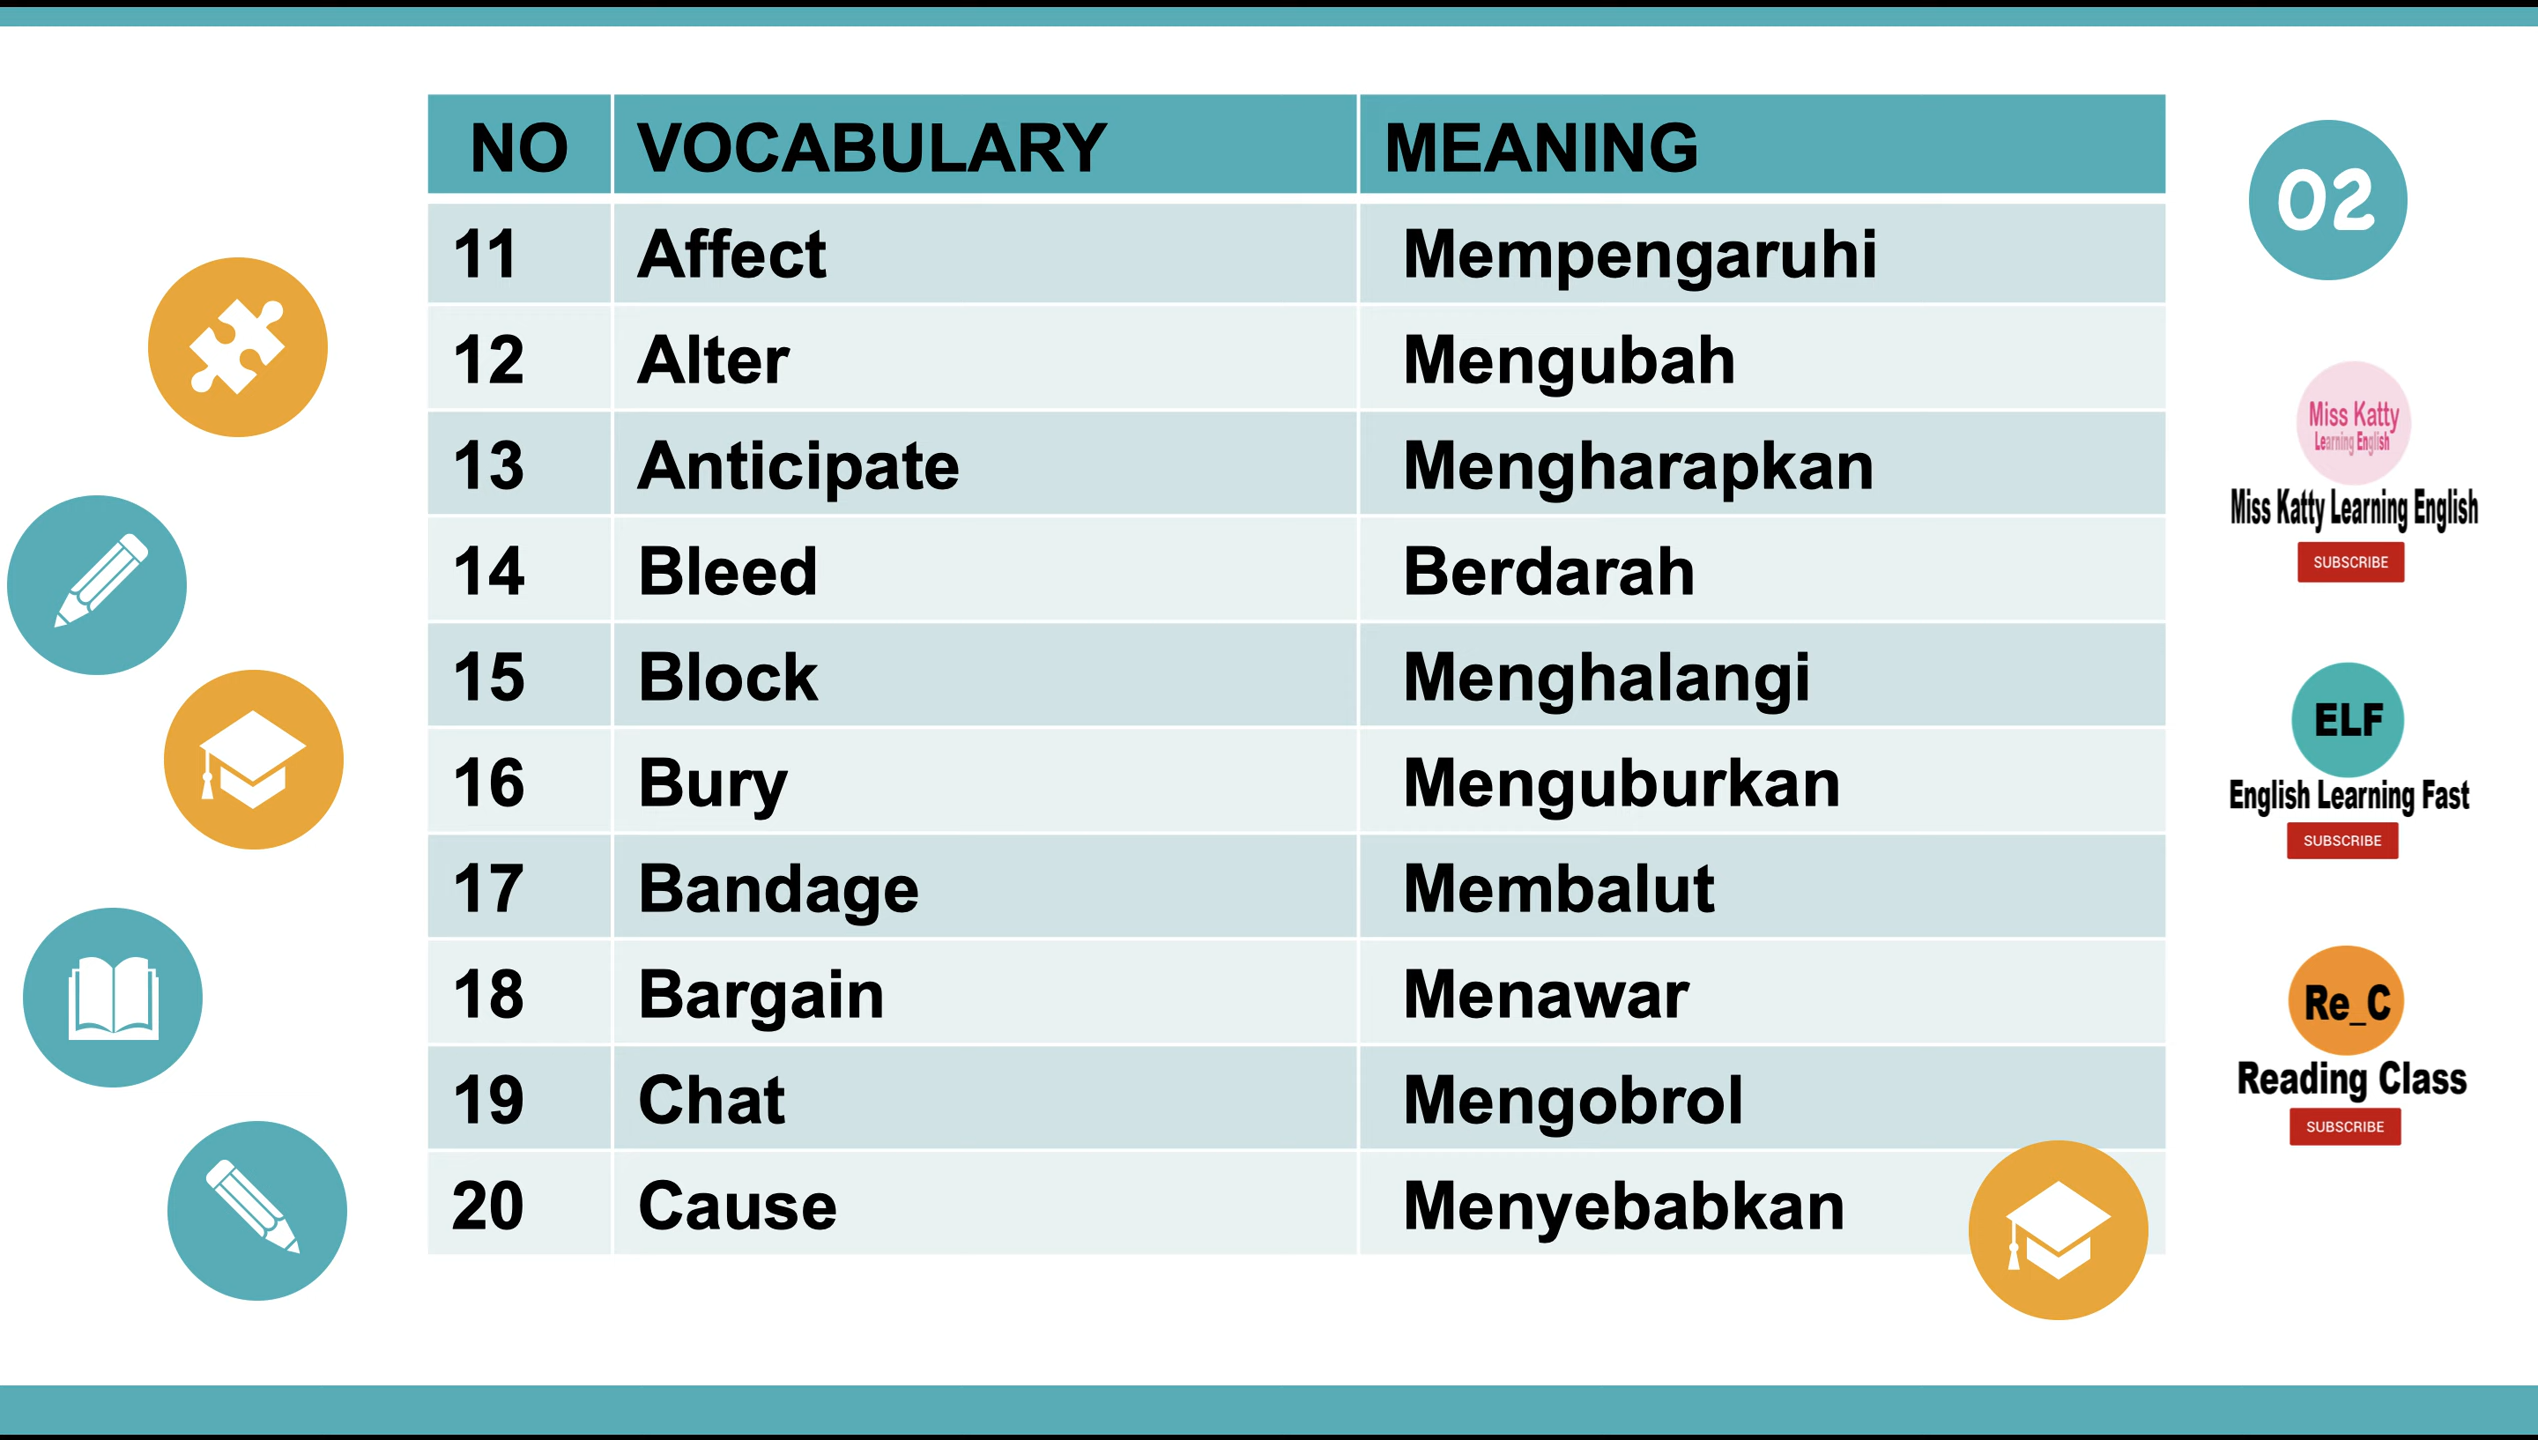 NO VOCABULARY MEANING
11 Affect Mempengaruhi
12 Alter Mengubah
13 Anticipate Mengharapkan
14 Bleed Berdarah
15 Block Menghalangi
16 Bury Menguburkan
17 Bandage Membalut
18 Bargain Menawar
19 Chat Mengobrol
20 Cause Menyebabkan
02
Miss Katty
Learning English
Miss Katty Learning English
SUBSCRIBE
ELF
English Learning Fast
SUBSCRIBE
Re_C
Reading Class
SUBSCRIBE